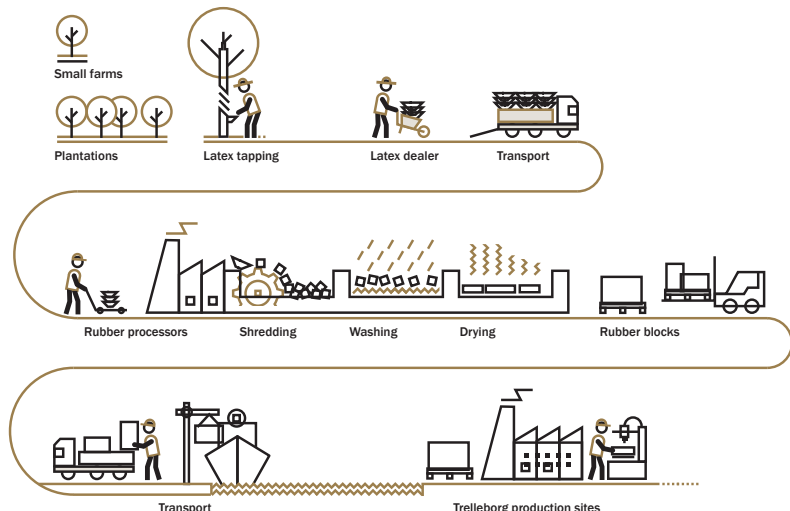 Small farms
Plantations
Latex tapping
Latex dealer
Transport
Rubber processors
Shredding
Washing
Drying
Rubber blocks
Transport
Trelleborg production sites